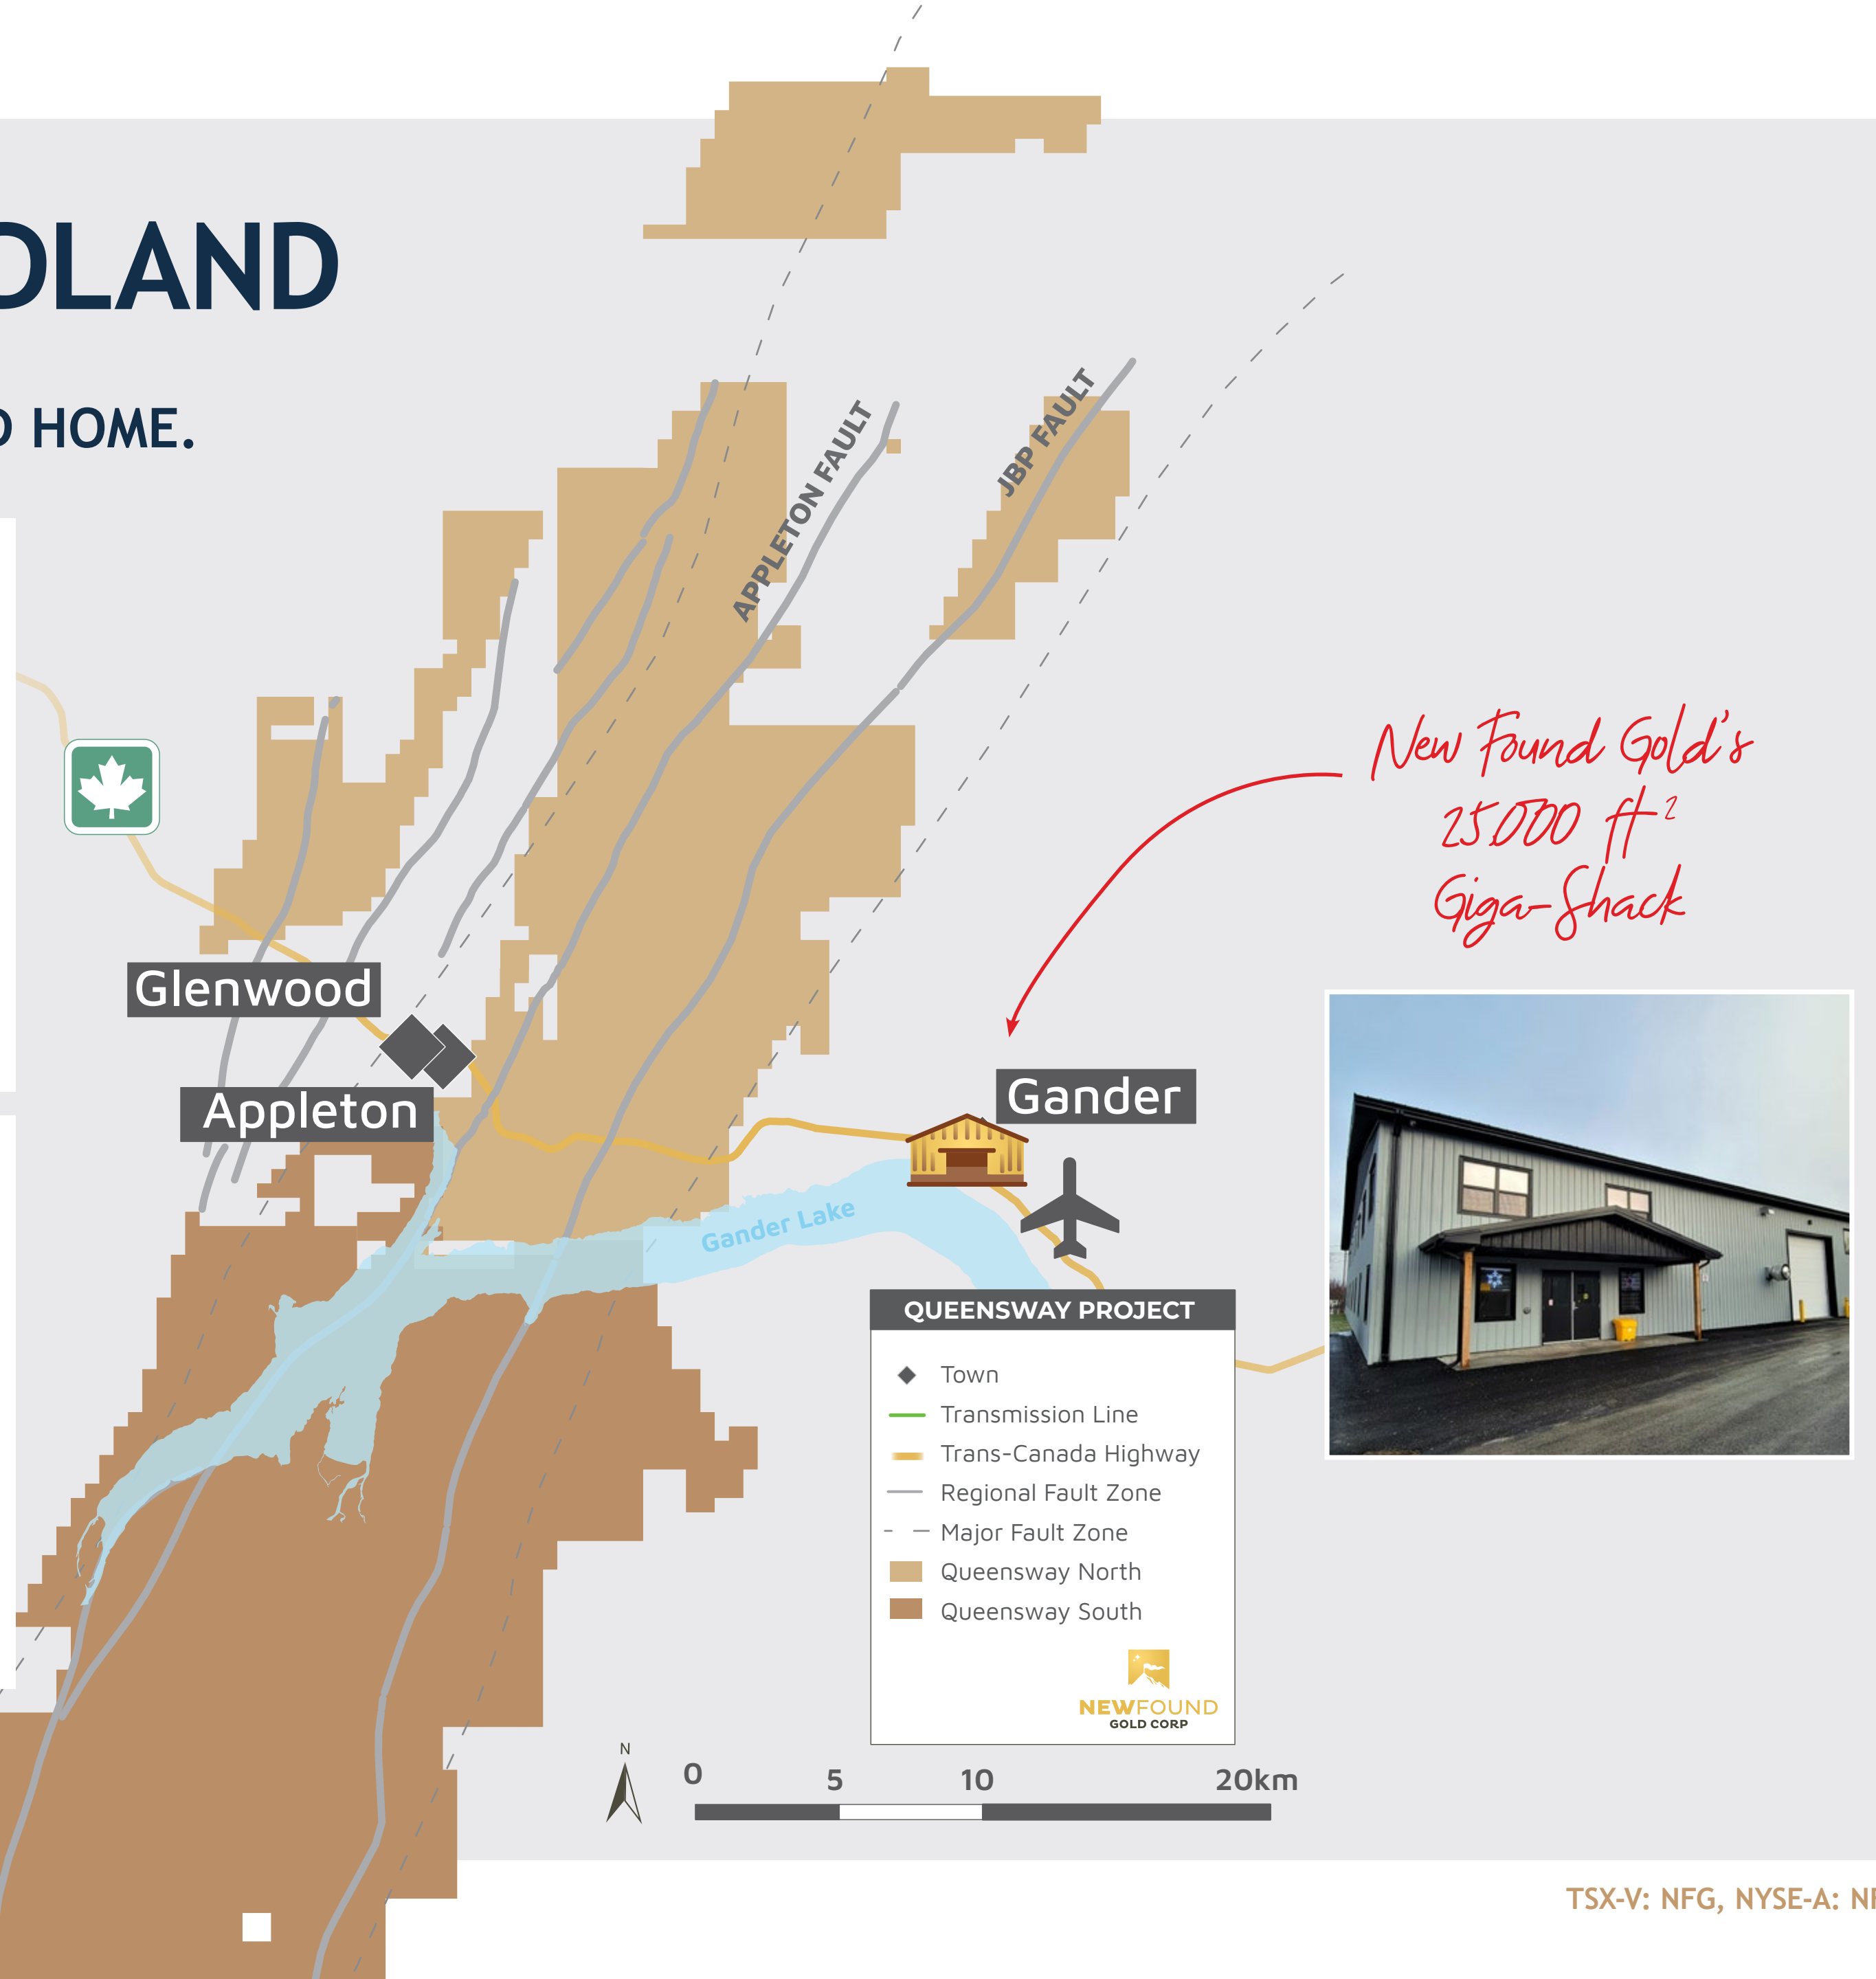 DLAND
D HOME.
APPLETON FAULT
JBP FAULT
New Found Gold's
25,000 ft²
Giga-Shack
Glenwood
Appleton
Gander
Gander Lake
QUEENSWAY PROJECT
Town
Transmission Line
Trans-Canada Highway
Regional Fault Zone
Major Fault Zone
Queensway North
Queensway South
NEWFOUND
GOLD CORP
N
0 5 10 20km
TSX-V: NFG, NYSE-A: NF